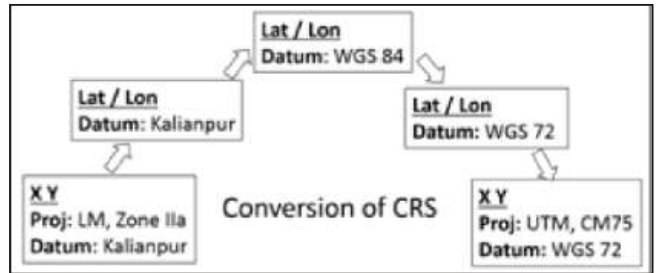 Lat / Lon
Datum: WGS 84
Lat / Lon
Datum: Kalianpur
Lat / Lon
Datum: WGS 72
X Y
Proj: LM, Zone IIa
Datum: Kalianpur
Conversion of CRS
X Y
Proj: UTM, CM75
Datum: WGS 72